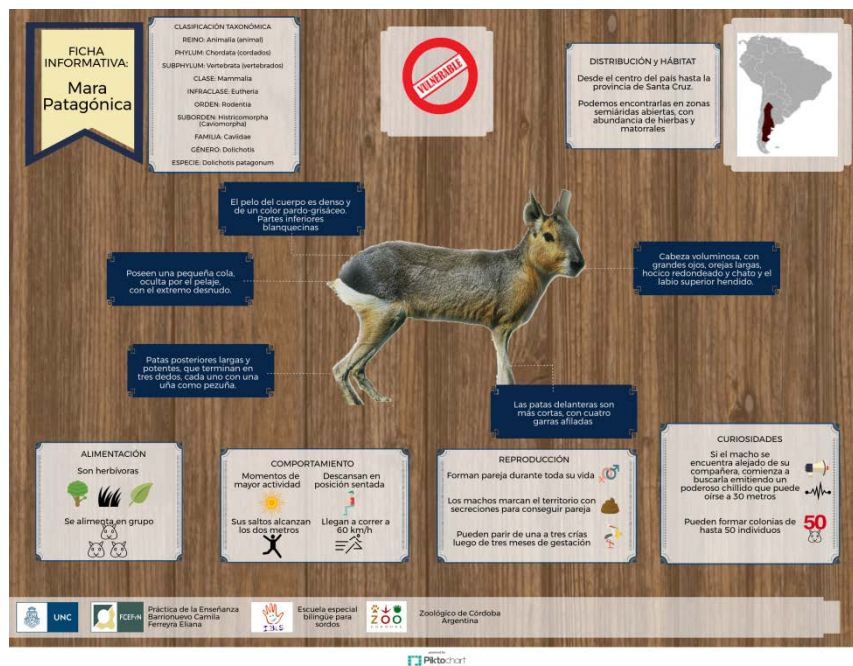 FICHA
INFORMATIVA:
Mara
Patagónica
CLASIFICACIÓN TAXONÓMICA
REINO: Animalia (animal)
PHYLUM: Chordata (cordados)
SUBPHYLUM: Vertebrata (vertebrados)
CLASE: Mammalia
INFRACLASE: Eutheria
ORDEN: Rodentia
SUBORDEN: Histricomorpha
(Caviomorpha)
FAMILIA: Caviidae
GÉNERO: Dolichotis
ESPECIE: Dolichotis patagonum
VULNERABLE
DISTRIBUCIÓN y HÁBITAT
Desde el centro del país hasta la
provincia de Santa Cruz.
Podemos encontrarlas en zonas
semiáridas abiertas, con
abundancia de hierbas y
matorrales
El pelo del cuerpo es denso y
de un color pardo-grisáceo.
Partes inferiores
blanquecinas
Poseen una pequeña cola,
oculta por el pelaje,
con el extremo desnudo.
Cabeza voluminosa, con
grandes ojos, orejas largas,
hocico redondeado y chato y el
labio superior hendido.
Patas posteriores largas y
potentes, que terminan en
tres dedos, cada uno con una
uña como pezuña.
Las patas delanteras son
más cortas, con cuatro
garras afiladas
ALIMENTACIÓN
Son herbívoras
Se alimenta en grupo
COMPORTAMIENTO
Momentos de
mayor actividad
Descansan en
posición sentada
Sus saltos alcanzan
los dos metros
Llegan a correr a
60 km/h
REPRODUCCIÓN
Forman pareja durante toda su vida
Los machos marcan el territorio con
secreciones para conseguir pareja
Pueden parir de una a tres crías
luego de tres meses de gestación
CURIOSIDADES
Si el macho se
encuentra alejado de su
compañera, comienza a
buscarla emitiendo un
poderoso chillido que puede
oírse a 30 metros
Pueden formar colonias de
hasta 50 individuos
50
UNC
FCEFyN
Práctica de la Enseñanza
Barrionuevo Camila
Ferreyra Eliana
Escuela especial
bilingüe para
sordos
ZOO
Zoológico de Córdoba
Argentina
Piktochart